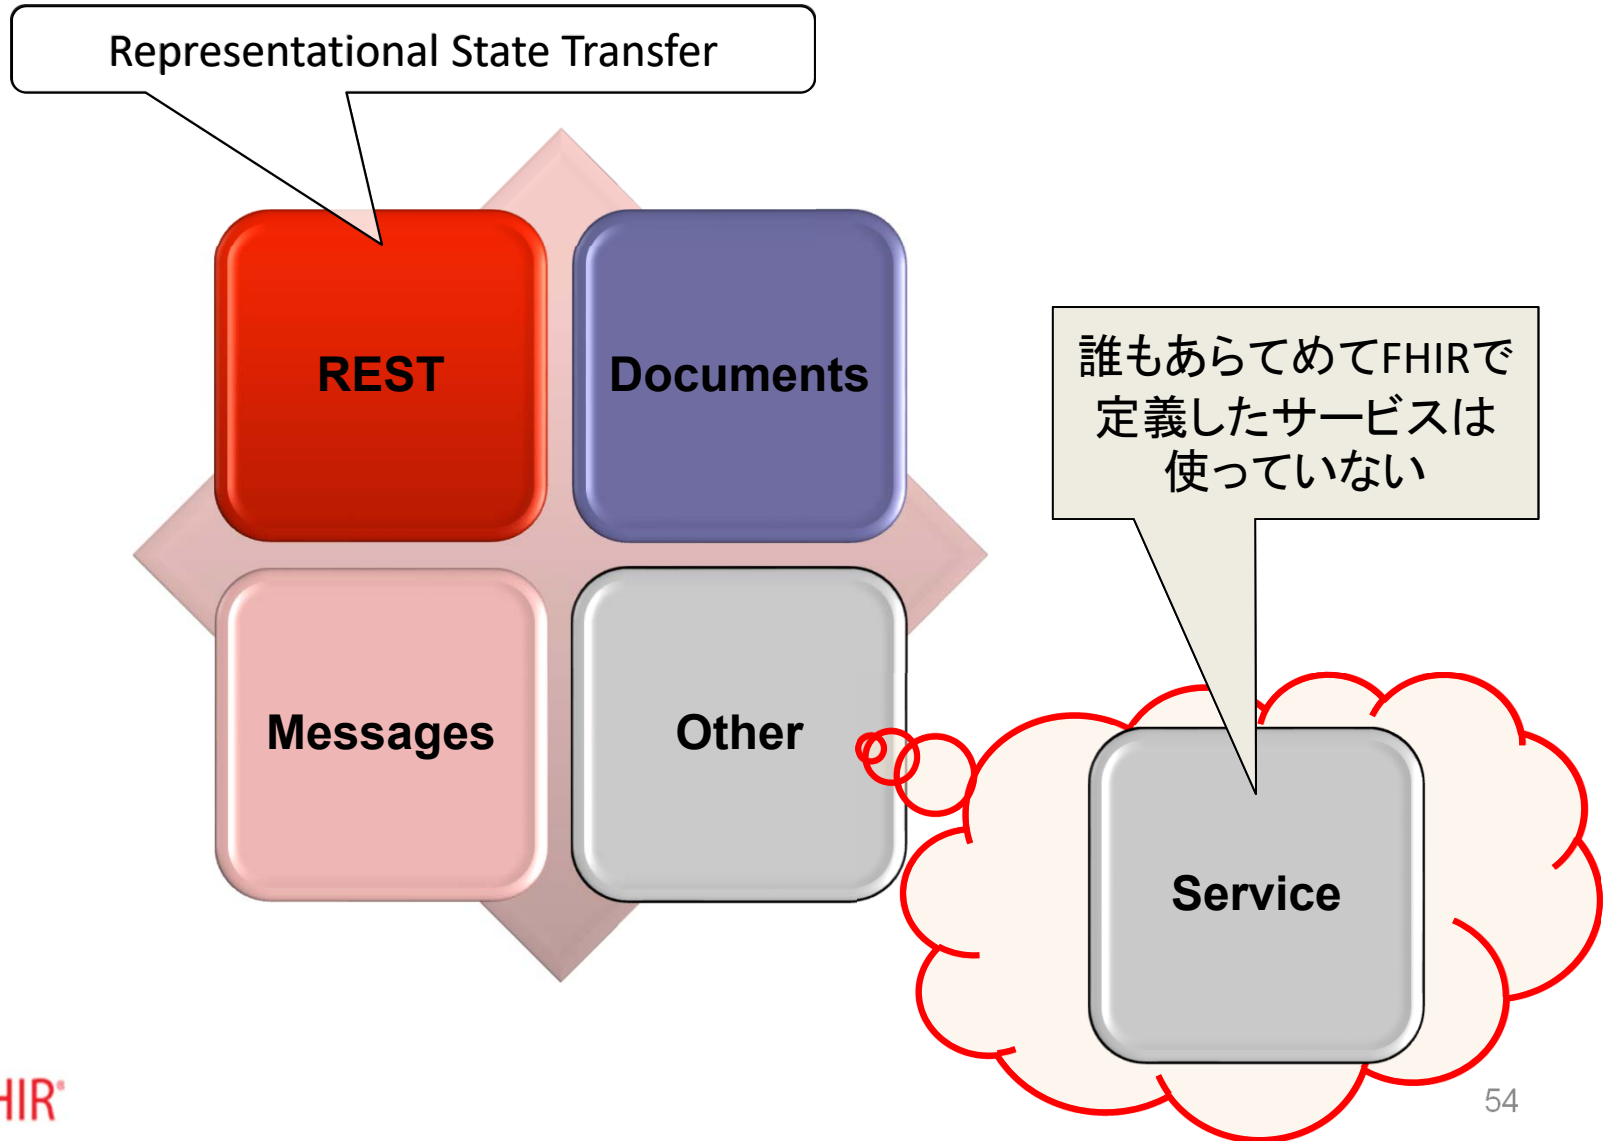 Representational State Transfer
REST
Documents
誰もあらてめてFHIRで
定義したサービスは
使っていない
Messages
Other
Service
HIR®
54